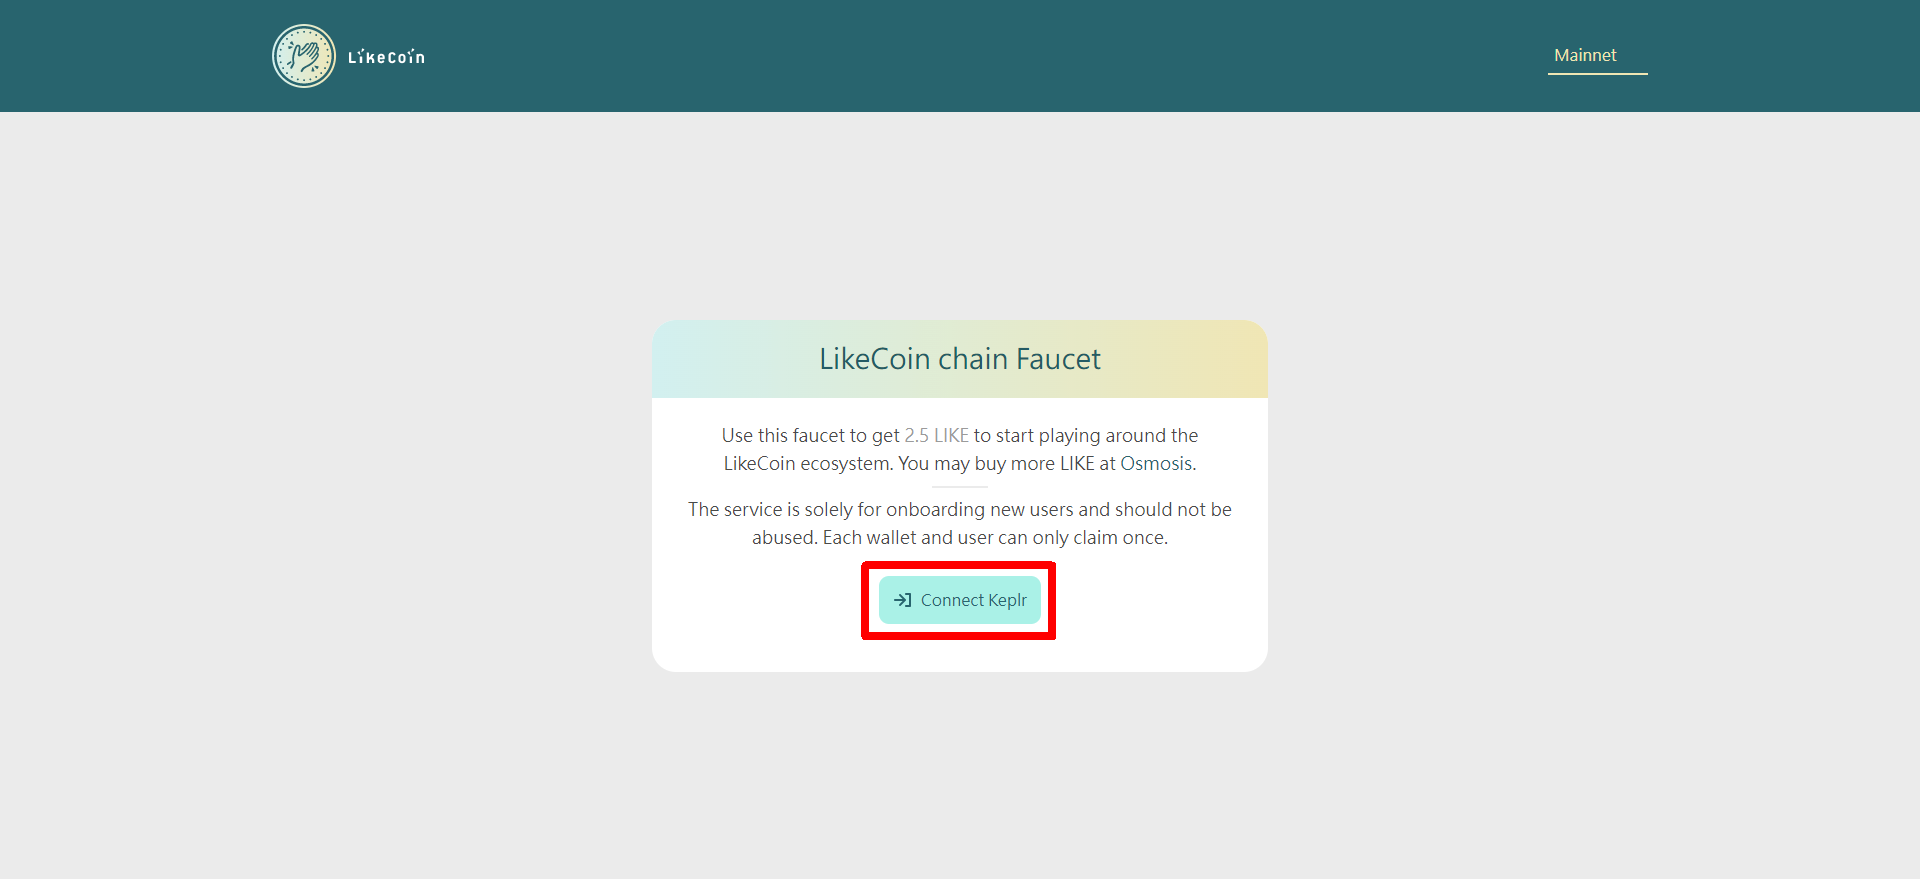 LikeCoin
Mainnet
LikeCoin chain Faucet
Use this faucet to get 2.5 LIKE to start playing around the
LikeCoin ecosystem. You may buy more LIKE at Osmosis.
The service is solely for onboarding new users and should not be
abused. Each wallet and user can only claim once.
Connect Keplr